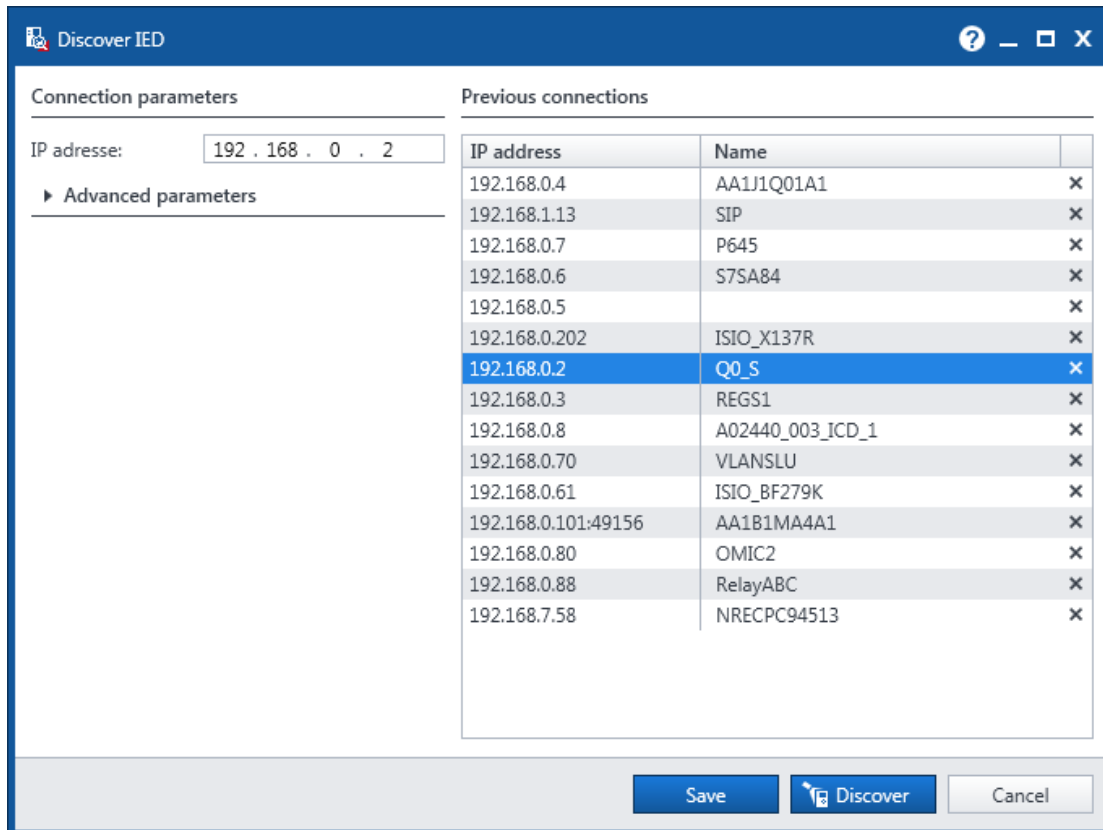 Discover IED
Connection parameters
IP adresse: 192 . 168 . 0 . 2
Advanced parameters
Previous connections
IP address Name
192.168.0.4 AA1J1Q01A1
192.168.1.13 SIP
192.168.0.7 P645
192.168.0.6 S7SA84
192.168.0.5
192.168.0.202 ISIO_X137R
192.168.0.2 Q0_S
192.168.0.3 REGS1
192.168.0.8 A02440_003_ICD_1
192.168.0.70 VLANSLU
192.168.0.61 ISIO_BF279K
192.168.0.101:49156 AA1B1MA4A1
192.168.0.80 OMIC2
192.168.0.88 RelayABC
192.168.7.58 NRECPC94513
Save Discover Cancel